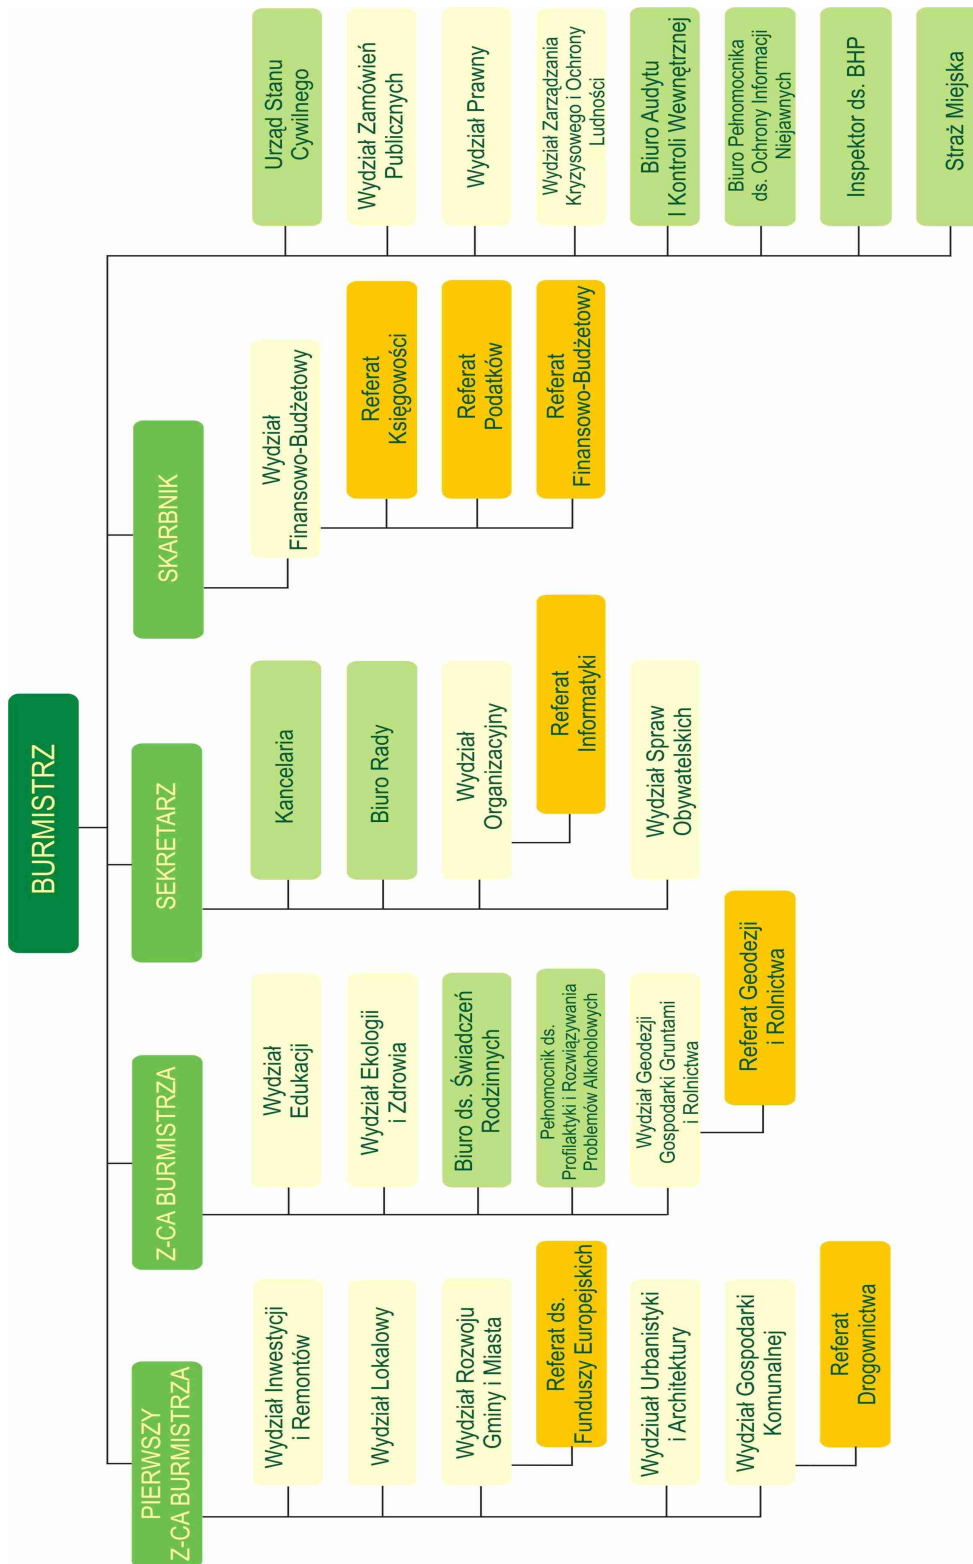 BURMISTRZ
PIERWSZY
Z-CA BURMISTRZA
Z-CA BURMISTRZA
SEKRETARZ
SKARBNIK
Wydział Inwestycji
i Remontów
Wydział Lokalowy
Wydział Rozwoju
Gminy i Miasta
Referat ds.
Funduszy Europejskich
Wydziuał Urbanistyki
i Architektury
Wydział Gospodarki
Komunalnej
Referat
Drogownictwa
Wydział
Edukacji
Wydział Ekologii
i Zdrowia
Biuro ds. Świadczeń
Rodzinnych
Pełnomocnik ds.
Profilaktyki i Rozwiązywania
Problemów Alkoholowych
Wydział Geodezji
Gospodarki Gruntami
i Rolnictwa
Referat Geodezji
i Rolnictwa
Kancelaria
Biuro Rady
Wydział
Organizacyjny
Referat
Informatyki
Wydział Spraw
Obywatelskich
Wydział
Finansowo-Budżetowy
Referat
Księgowości
Referat
Podatków
Referat
Finansowo-Budżetowy
Urząd Stanu
Cywilnego
Wydział Zamówień
Publicznych
Wydział Prawny
Wydział Zarządzania
Kryzysowego i Ochrony
Ludności
Biuro Audytu
I Kontroli Wewnętrznej
Biuro Pełnomocnika
ds. Ochrony Informacji
Niejawnych
Inspektor ds. BHP
Straż Miejska